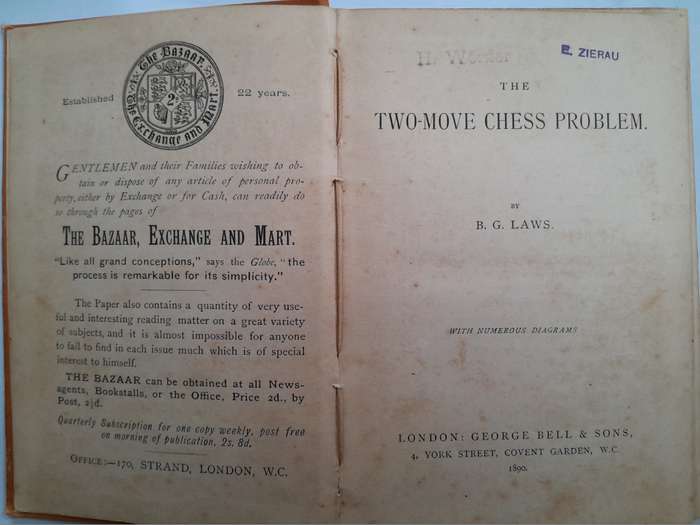 The Bazaar.
The Exchange and Mart.
2D
Established 22 years.
GENTLEMEN and their Families wishing to ob-
tain or dispose of any article of personal pro-
perty, either by Exchange or for Cash, can readily do
so through the pages of
THE BAZAAR, EXCHANGE AND MART.
"Like all grand conceptions," says the Globe, "the
process is remarkable for its simplicity."
The Paper also contains a quantity of very use-
ful and interesting reading matter on a great variety
of subjects, and it is almost impossible for anyone
to fail to find in each issue much which is of special
interest to himself.
THE BAZAAR can be obtained at all News-
agents, Bookstalls, or the Office, Price 2d., by
Post, 2½d.
Quarterly Subscription for one copy weekly, post free
on morning of publication, 2s. 8d.
OFFICE:—170, STRAND, LONDON, W.C.
E. ZIERAU
THE
TWO-MOVE CHESS PROBLEM.
BY
B. G. LAWS.
WITH NUMEROUS DIAGRAMS
LONDON: GEORGE BELL & SONS,
4, YORK STREET, COVENT GARDEN, W.C.
1890.